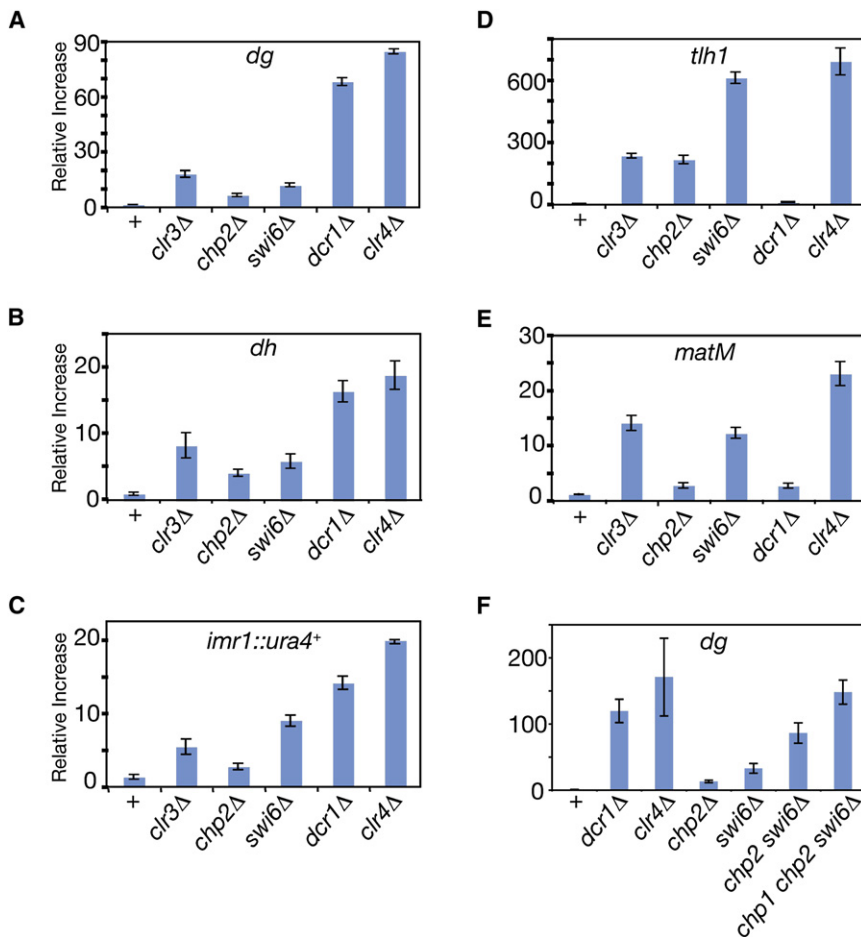 A
dg
Relative Increase
90
60
30
0
+
clr3Δ
chp2Δ
swi6Δ
dcr1Δ
clr4Δ
B
dh
Relative Increase
20
10
0
+
clr3Δ
chp2Δ
swi6Δ
dcr1Δ
clr4Δ
C
imr1::ura4⁺
Relative Increase
20
10
0
+
clr3Δ
chp2Δ
swi6Δ
dcr1Δ
clr4Δ
D
tlh1
600
300
0
+
clr3Δ
chp2Δ
swi6Δ
dcr1Δ
clr4Δ
E
matM
30
20
10
0
+
clr3Δ
chp2Δ
swi6Δ
dcr1Δ
clr4Δ
F
dg
200
100
0
+
dcr1Δ
clr4Δ
chp2Δ
swi6Δ
chp2 swi6Δ
chp1 chp2 swi6Δ